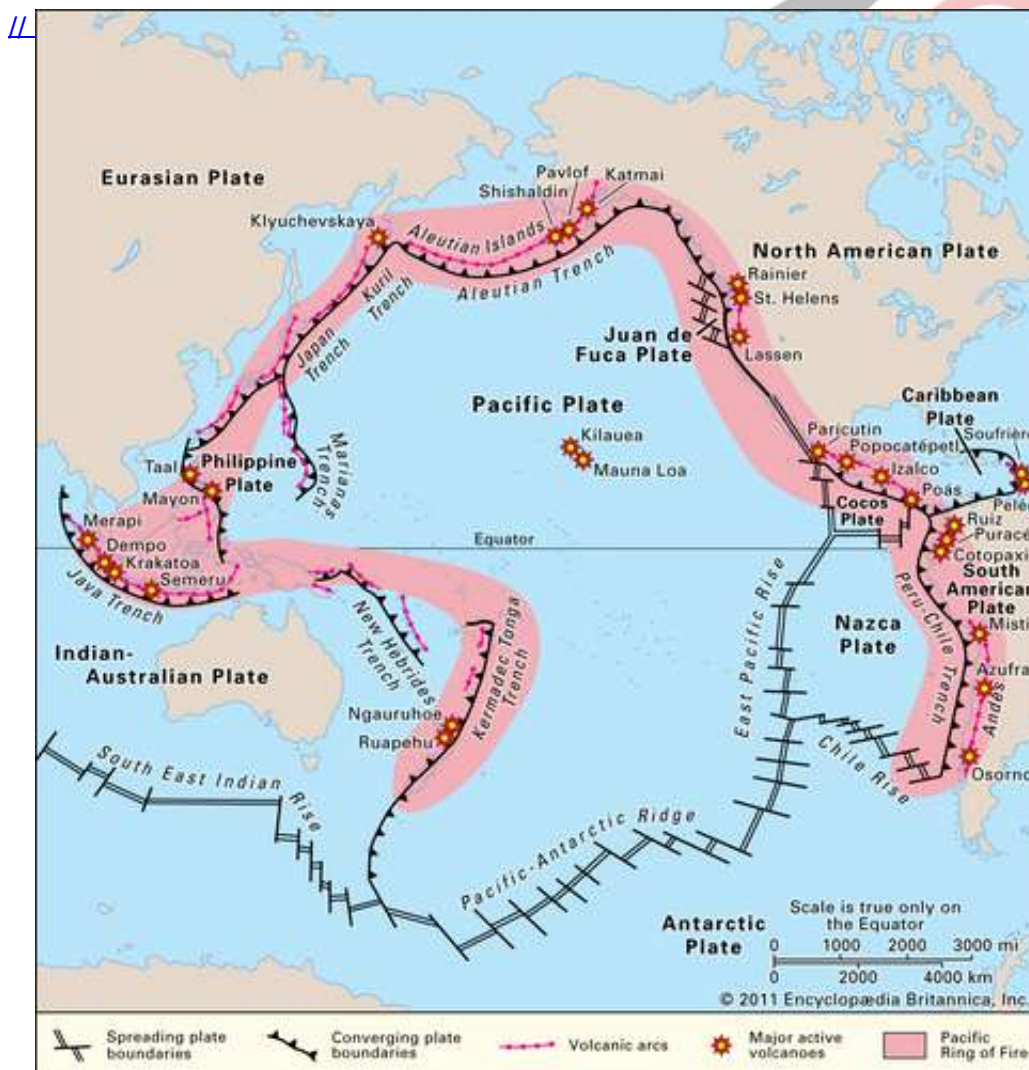 //
Eurasian Plate
Pavlof
Katmai
Shishaldin
Klyuchevskaya
Aleutian Islands
North American Plate
Aleutian Trench
Kuril
Trench
Rainier
St. Helens
Juan de
Fuca Plate
Japan
Trench
Lassen
Caribbean
Plate
Pacific Plate
Soufrière
Paricutín
Popocatépetl
Kilauea
Mauna Loa
Izalco
Taal
Philippine
Plate
Marianas
Trench
Mayon
Poás
Pelée
Cocos
Plate
Merapi
Ruiz
Puracé
Dempo
Equator
Krakatoa
Cotopaxi
Semeru
South
American
Plate
Java Trench
Peru-Chile Trench
Misti
East Pacific Rise
Nazca
Plate
New Hebrides
Trench
Kermadec Tonga
Trench
Indian-
Australian Plate
Azufra
Andes
Ngauruhoe
Ruapehu
South East Indian
Rise
Chile Rise
Osorno
Pacific-Antarctic Ridge
Antarctic
Plate
Scale is true only on
the Equator
0 1000 2000 3000 mi
0 2000 4000 km
© 2011 Encyclopædia Britannica, Inc.
Spreading plate
boundaries
Converging plate
boundaries
Volcanic arcs
Major active
volcanoes
Pacific
Ring of Fire